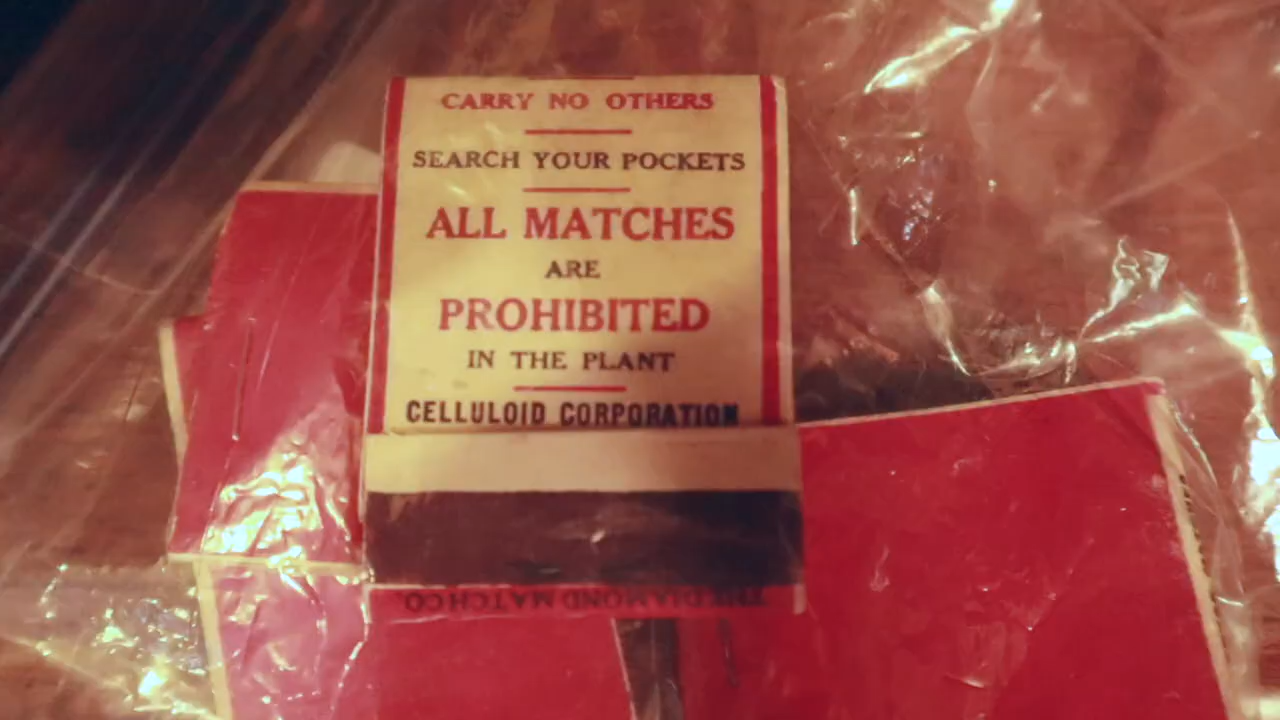 CARRY NO OTHERS
SEARCH YOUR POCKETS
ALL MATCHES
ARE
PROHIBITED
IN THE PLANT
CELLULOID CORPORATION
THE DIAMOND MATCH CO.